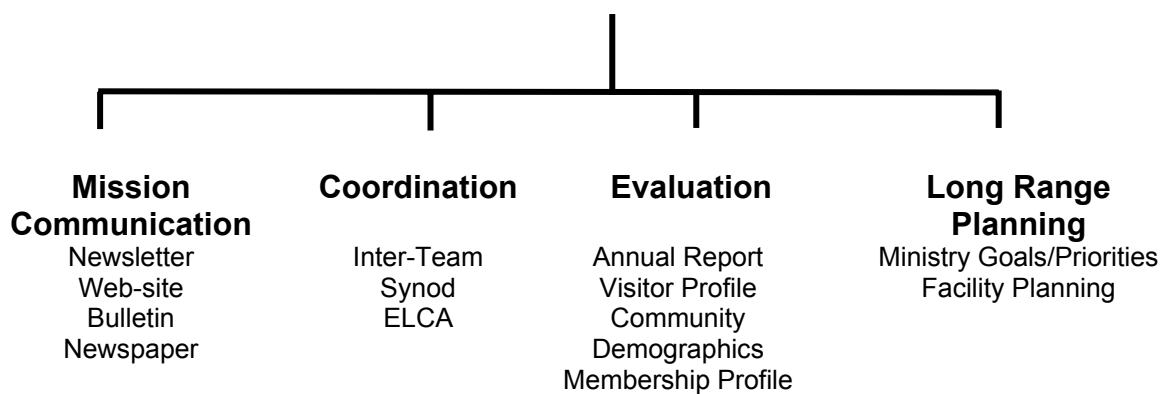 Mission
Communication
Newsletter
Web-site
Bulletin
Newspaper
Coordination
Inter-Team
Synod
ELCA
Evaluation
Annual Report
Visitor Profile
Community
Demographics
Membership Profile
Long Range
Planning
Ministry Goals/Priorities
Facility Planning